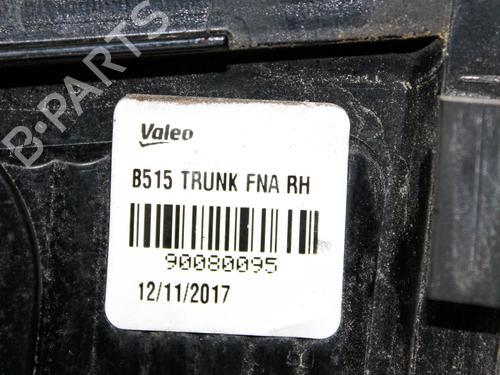 B-PARTS
Valeo
B515 TRUNK FNA RH
90080095
12/11/2017